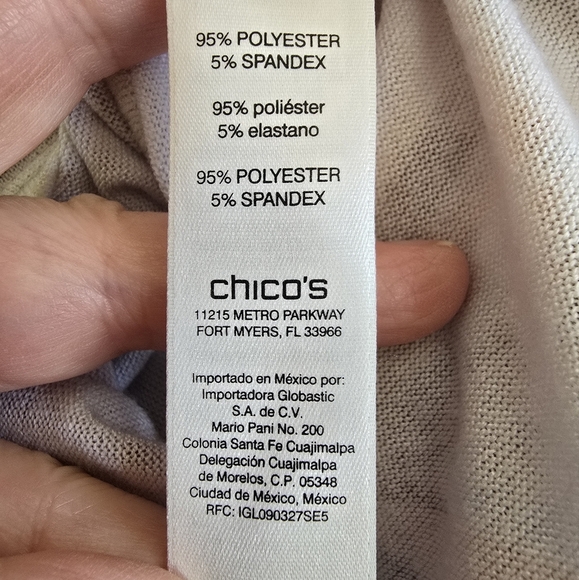 95% POLYESTER
5% SPANDEX
95% poliéster
5% elastano
95% POLYESTER
5% SPANDEX
chico's
11215 METRO PARKWAY
FORT MYERS, FL 33966
Importado en México por:
Importadora Globastic
S.A. de C.V.
Mario Pani No. 200
Colonia Santa Fe Cuajimalpa
Delegación Cuajimalpa
de Morelos, C.P. 05348
Ciudad de México, México
RFC: IGL090327SE5